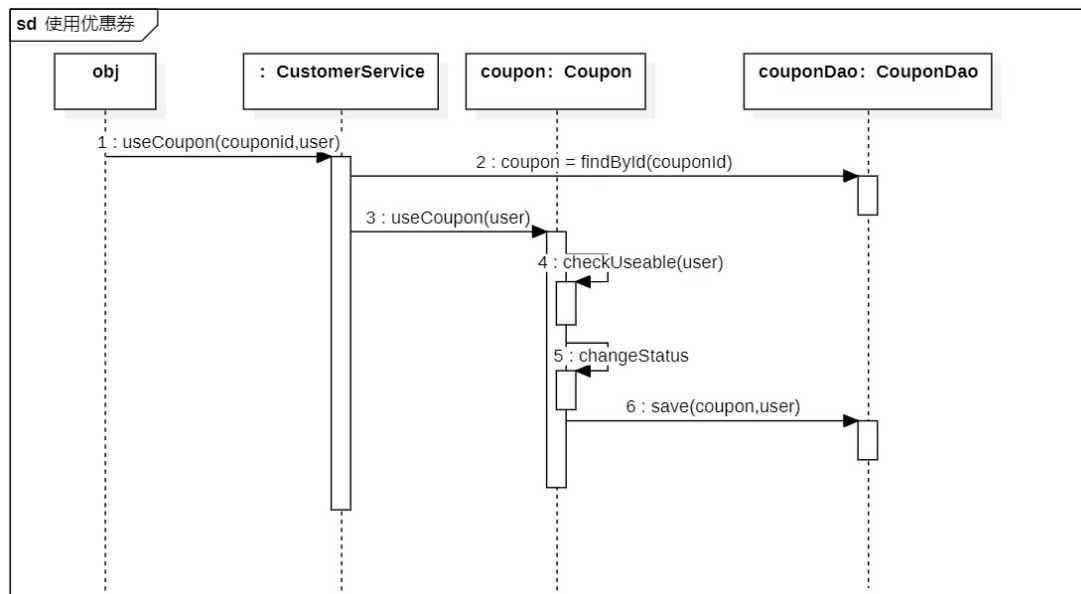 sd 使用优惠券
obj
：CustomerService
coupon：Coupon
couponDao：CouponDao
1 : useCoupon(couponid,user)
2 : coupon = findById(couponId)
3 : useCoupon(user)
4 : checkUseable(user)
5 : changeStatus
6 : save(coupon,user)